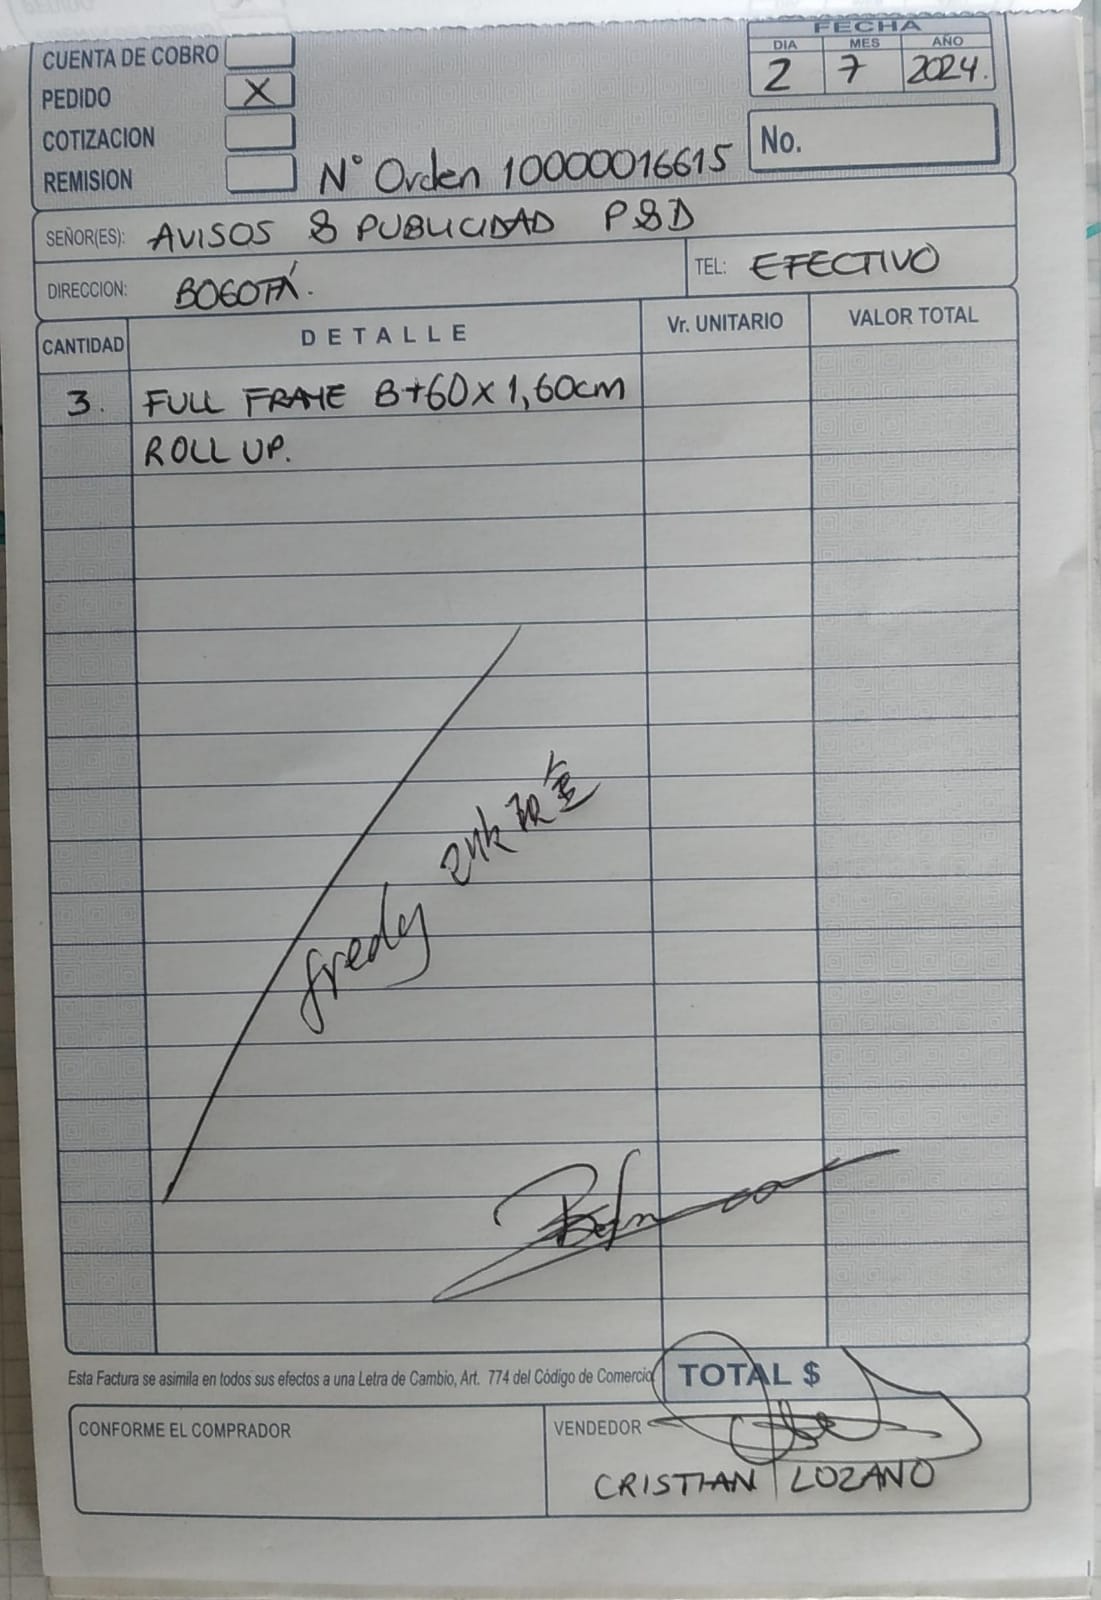 FECHA
DIA MES AÑO
2 7 2024.
CUENTA DE COBRO
PEDIDO X
COTIZACION
REMISION
No.
N° Orden 10000016615
SEÑOR(ES): AVISOS & PUBLICIDAD P&D
DIRECCION: BOGOTÁ.
TEL: EFECTIVO
CANTIDAD DETALLE Vr. UNITARIO VALOR TOTAL
3. FULL FRAME B+60x1,60cm
ROLL UP.
fredy
Esta Factura se asimila en todos sus efectos a una Letra de Cambio, Art. 774 del Código de Comercio
TOTAL $
CONFORME EL COMPRADOR
VENDEDOR
CRISTIAN LOZANO